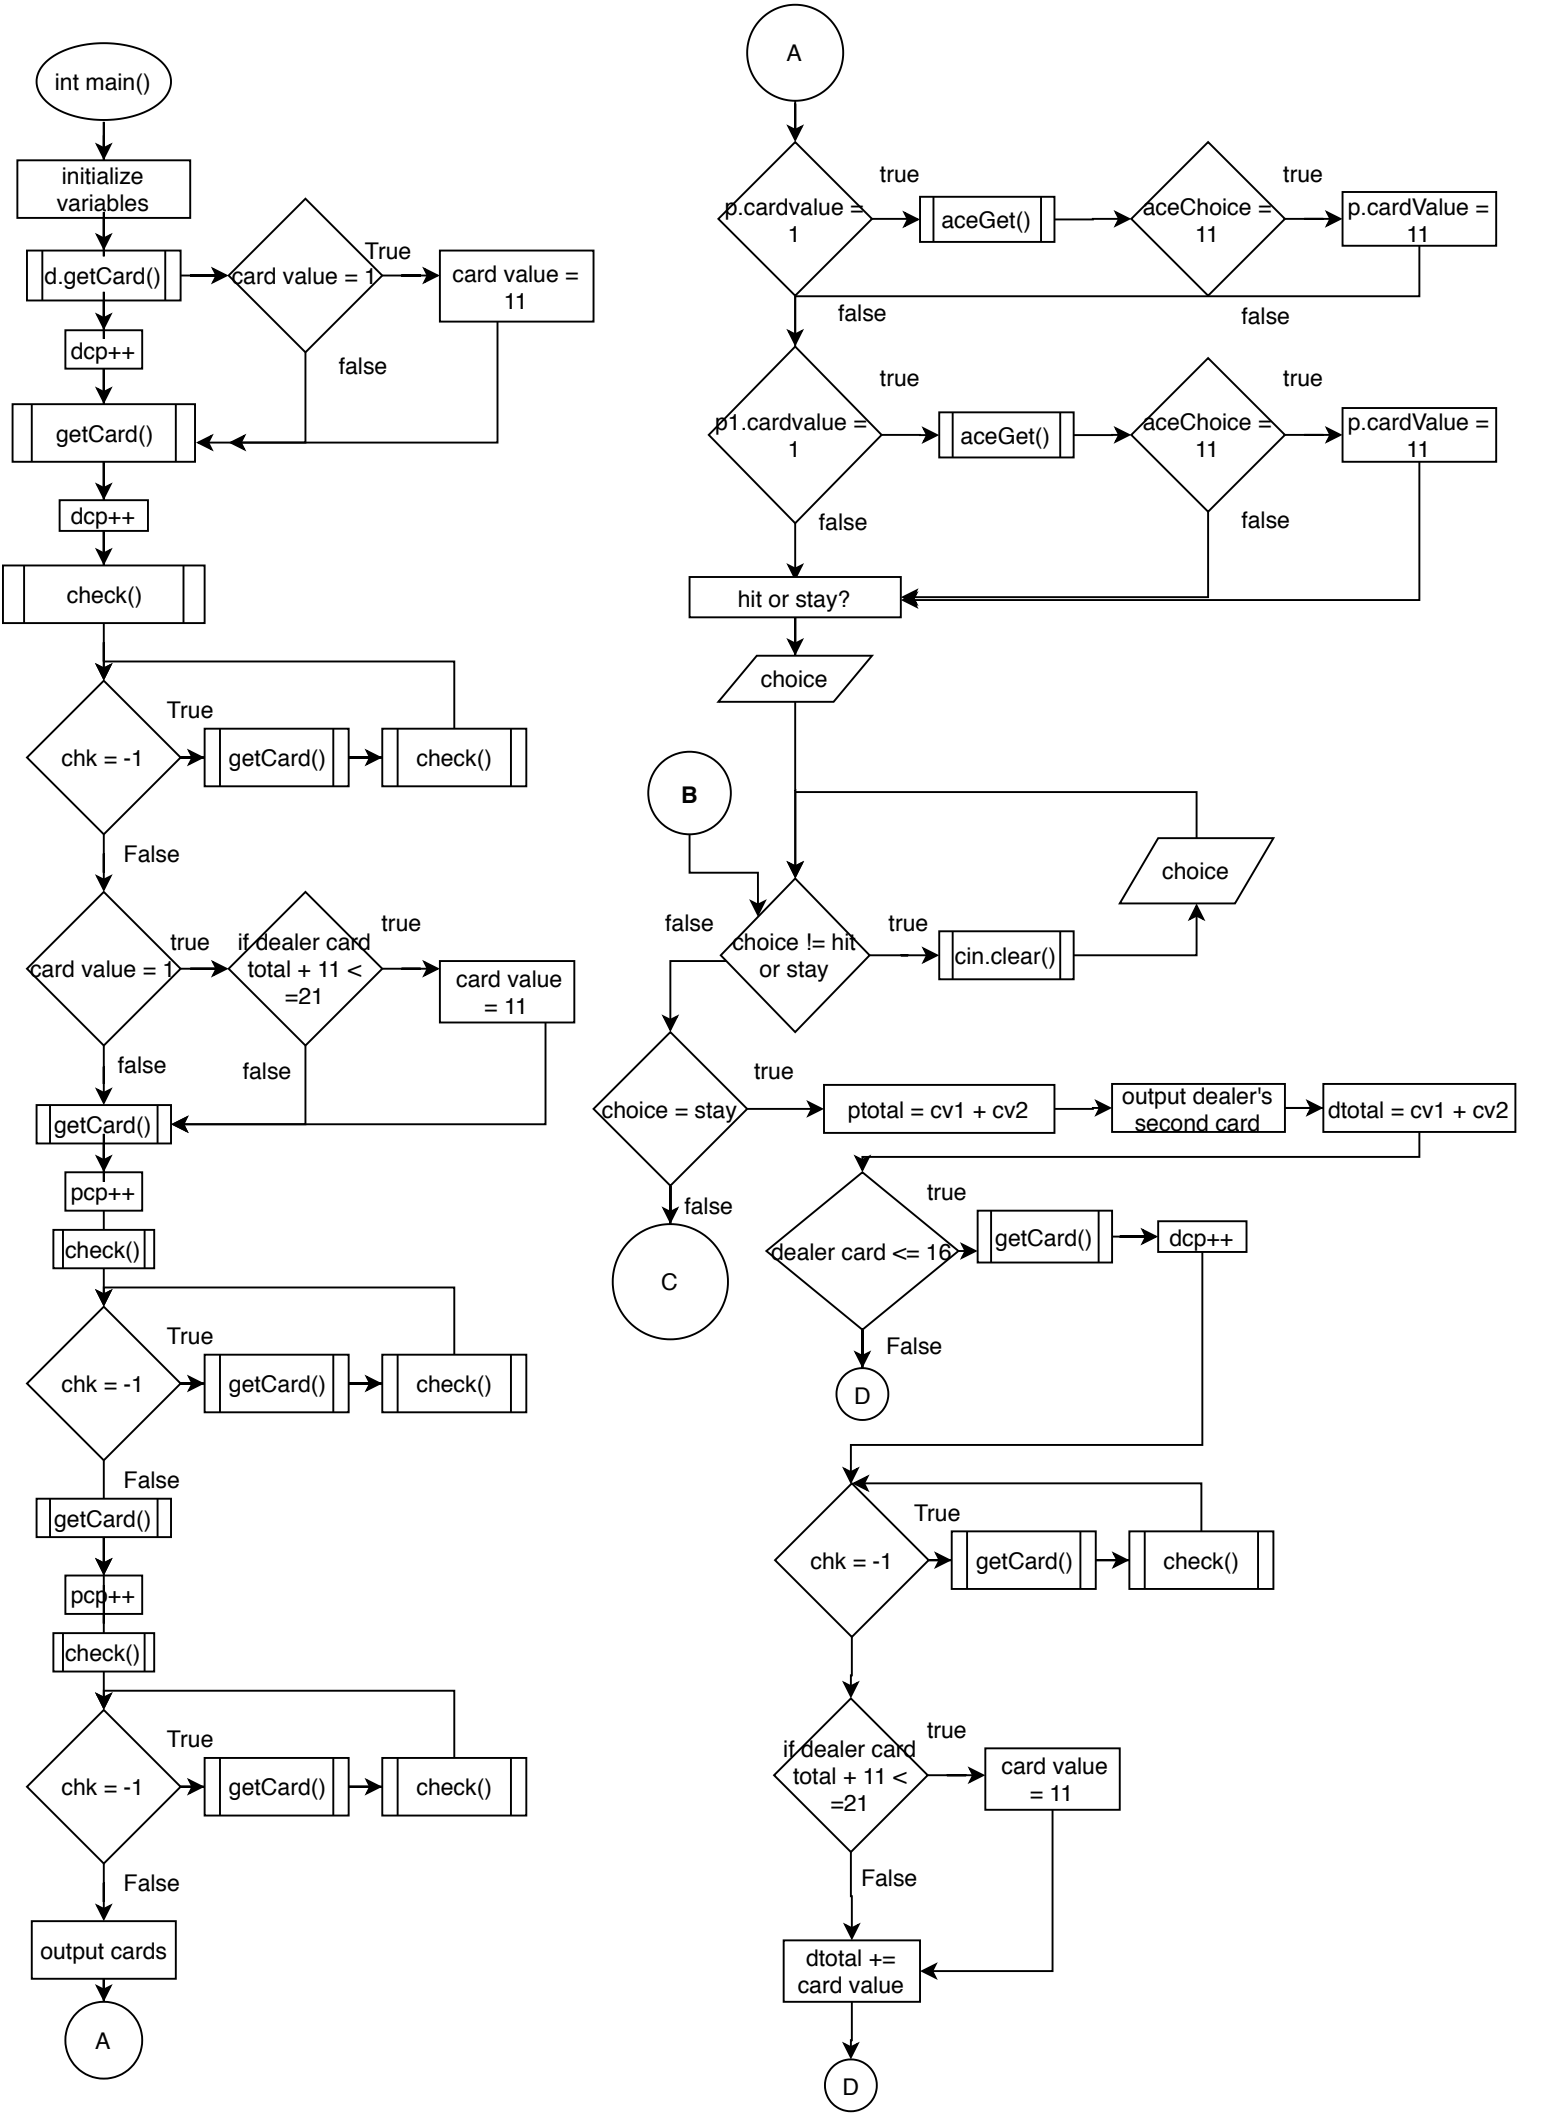 int main()
initialize
variables
d.getCard()
card value = 1
True
card value =
11
false
dcp++
getCard()
dcp++
check()
chk = -1
True
getCard()
check()
False
card value = 1
true
if dealer card
total + 11 <
=21
true
card value
= 11
false
false
getCard()
pcp++
check()
chk = -1
True
getCard()
check()
False
getCard()
pcp++
check()
chk = -1
True
getCard()
check()
False
output cards
A
A
p.cardvalue =
1
true
aceGet()
aceChoice =
11
true
p.cardValue =
11
false
false
p1.cardvalue =
1
true
aceGet()
aceChoice =
11
true
p.cardValue =
11
false
false
hit or stay?
choice
B
choice
false
choice != hit
or stay
true
cin.clear()
choice = stay
true
ptotal = cv1 + cv2
output dealer's
second card
dtotal = cv1 + cv2
false
C
dealer card <= 16
true
getCard()
dcp++
False
D
chk = -1
True
getCard()
check()
if dealer card
total + 11 <
=21
true
card value
= 11
False
dtotal +=
card value
D